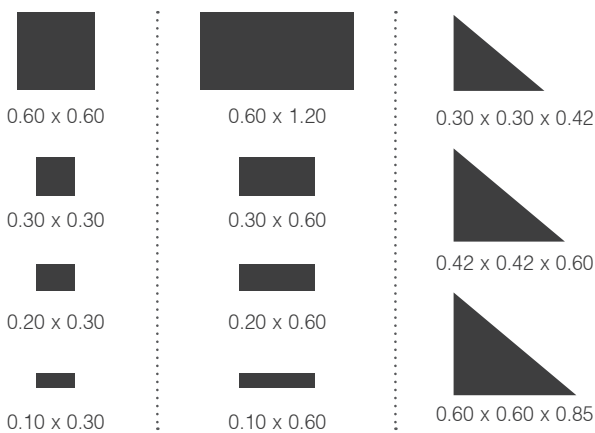 0.60 x 0.60
0.30 x 0.30
0.20 x 0.30
0.10 x 0.30
0.60 x 1.20
0.30 x 0.60
0.20 x 0.60
0.10 x 0.60
0.30 x 0.30 x 0.42
0.42 x 0.42 x 0.60
0.60 x 0.60 x 0.85